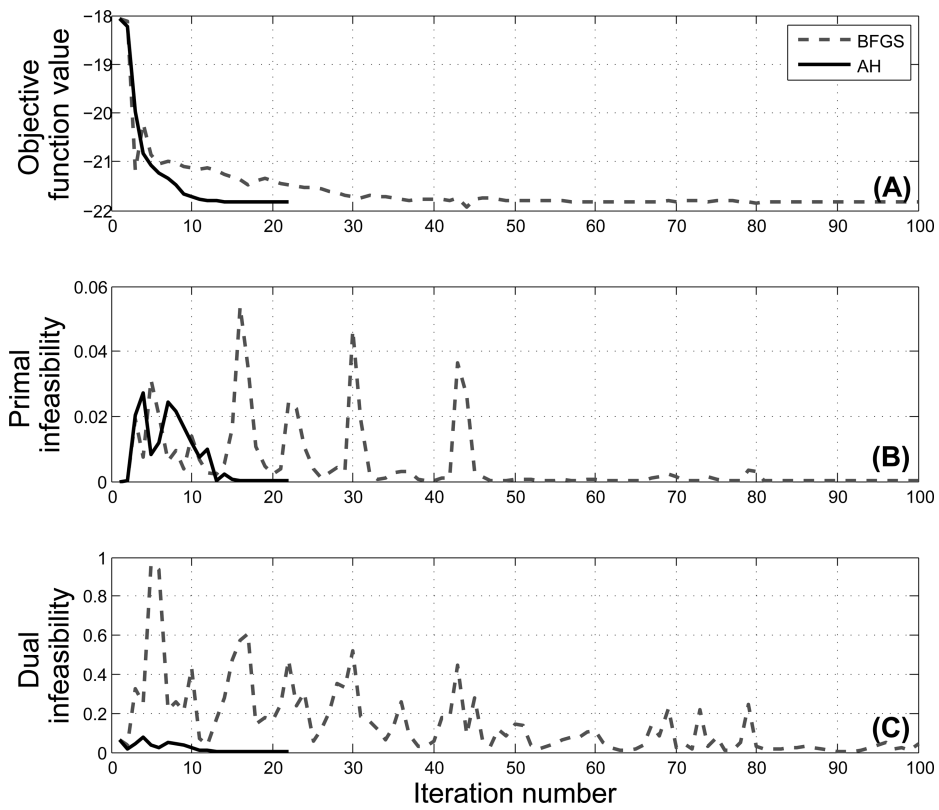 −18
−19
−20
−21
−22
Objective
function value
BFGS
AH
(A)
0 10 20 30 40 50 60 70 80 90 100
0.06
0.04
0.02
0
Primal
infeasibility
(B)
0 10 20 30 40 50 60 70 80 90 100
1
0.8
0.6
0.4
0.2
0
Dual
infeasibility
(C)
0 10 20 30 40 50 60 70 80 90 100
Iteration number